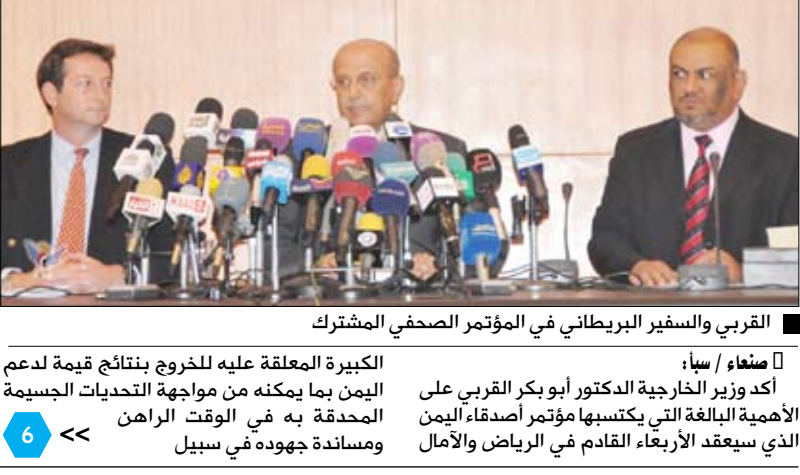 القربي والسفير البريطاني في المؤتمر الصحفي المشترك
صنعاء / سبأ:
أكد وزير الخارجية الدكتور أبو بكر القربي على
الأهمية البالغة التي يكتسبها مؤتمر أصدقاء اليمن
الذي سيعقد الأربعاء القادم في الرياض والآمال
الكبيرة المعلقة عليه للخروج بنتائج قيمة لدعم
اليمن بما يمكنه من مواجهة التحديات الجسيمة
المحدقة به في الوقت الراهن
ومساندة جهوده في سبيل
>> 6